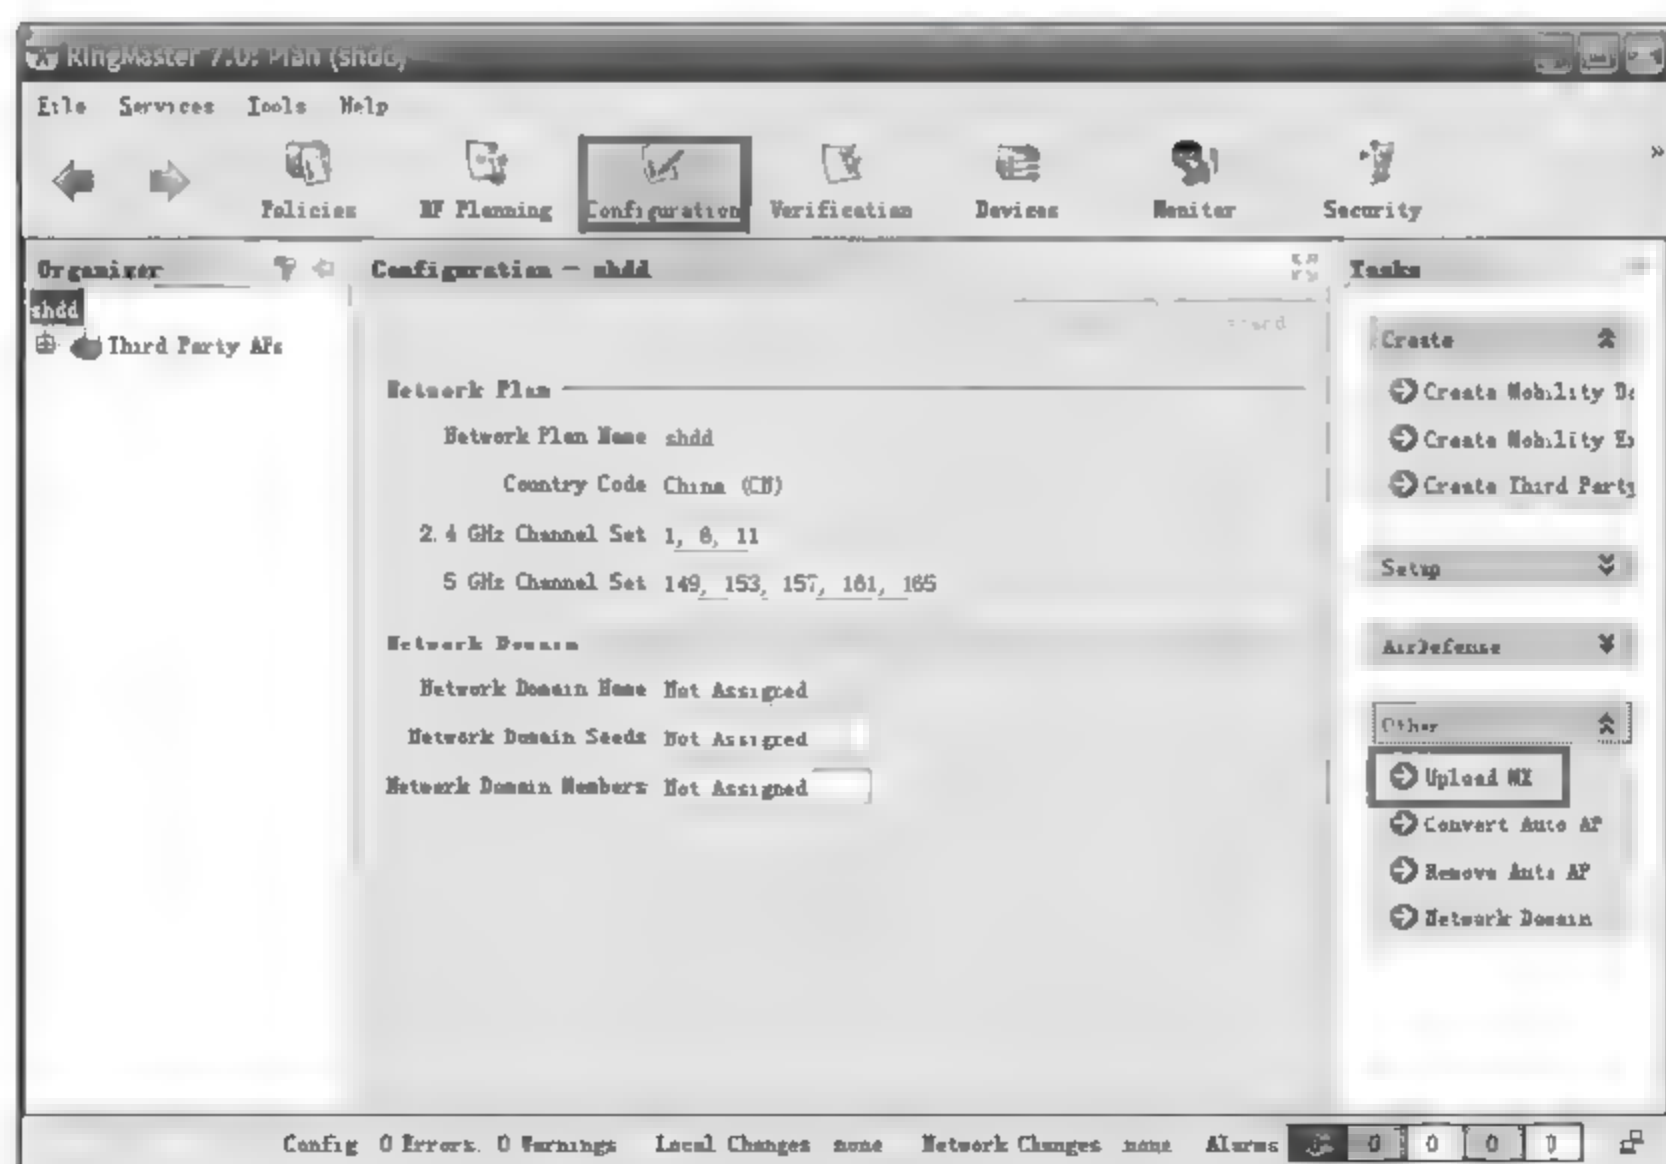 RingMaster 7.0: Plan (shdd)
File Services Tools Help
Policies RF Planning Configuration Verification Devices Monitor Security »
Organizer
Configuration - shdd
Tasks
shdd
Third Party APs
Create
Create Mobility
Create Mobility
Create Third Party
Network Plan
Network Plan Name shdd
Country Code China (CN)
2.4 GHz Channel Set 1, 6, 11
5 GHz Channel Set 149, 153, 157, 161, 165
Setup
Network Domain
AirDefense
Network Domain Name Not Assigned
Network Domain Seeds Not Assigned
Network Domain Members Not Assigned
Other
Upload MX
Convert Auto AP
Remove Auto AP
Network Domain
Config 0 Errors. 0 Warnings Local Changes none Network Changes none Alarms 0 0 0 0